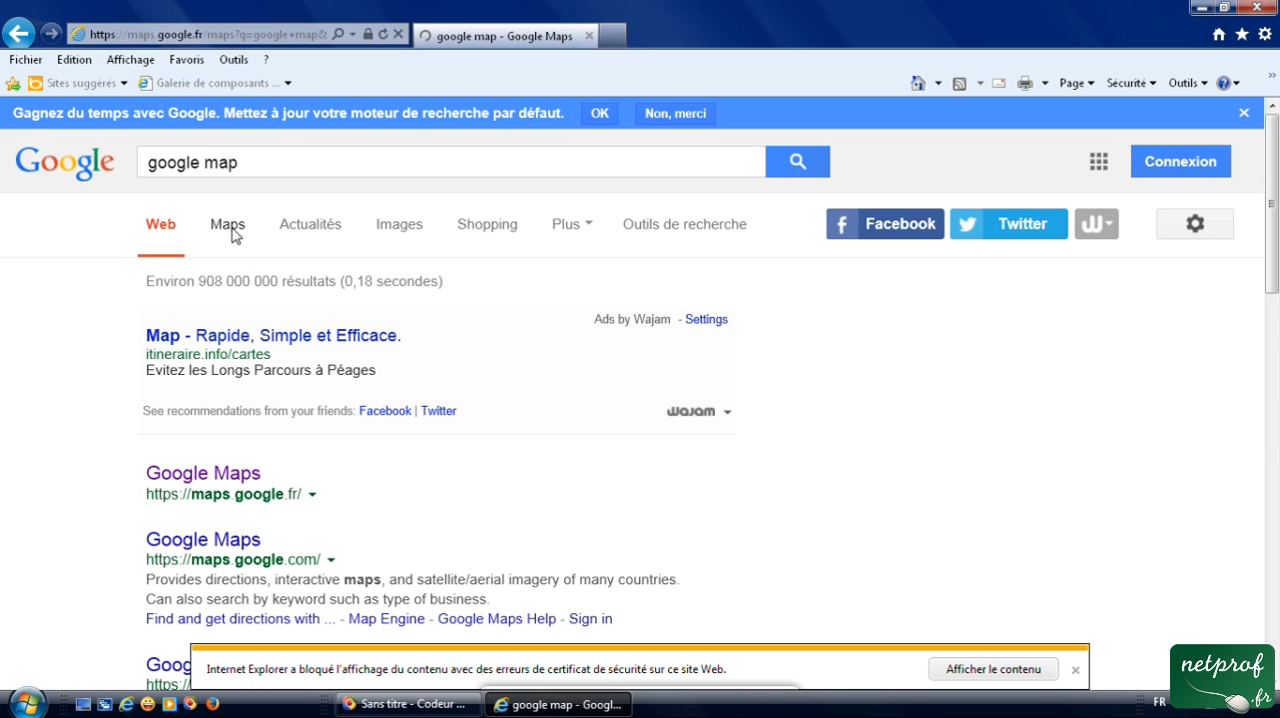 https://maps.google.fr/maps?q=google+map&
google map - Google Maps
Fichier Edition Affichage Favoris Outils ?
Sites suggérés Galerie de composants ...
Page Sécurité Outils
Gagnez du temps avec Google. Mettez à jour votre moteur de recherche par défaut. OK Non, merci
Google google map Connexion
Web Maps Actualités Images Shopping Plus Outils de recherche Facebook Twitter
Environ 908 000 000 résultats (0,18 secondes)
Ads by Wajam - Settings
Map - Rapide, Simple et Efficace.
itineraire.info/cartes
Evitez les Longs Parcours à Péages
See recommendations from your friends: Facebook | Twitter wajam
Google Maps
https://maps.google.fr/
Google Maps
https://maps.google.com/
Provides directions, interactive maps, and satellite/aerial imagery of many countries.
Can also search by keyword such as type of business.
Find and get directions with ... - Map Engine - Google Maps Help - Sign in
Internet Explorer a bloqué l'affichage du contenu avec des erreurs de certificat de sécurité sur ce site Web. Afficher le contenu
netprof
.fr
Sans titre - Codeur ... google map - Googl... FR